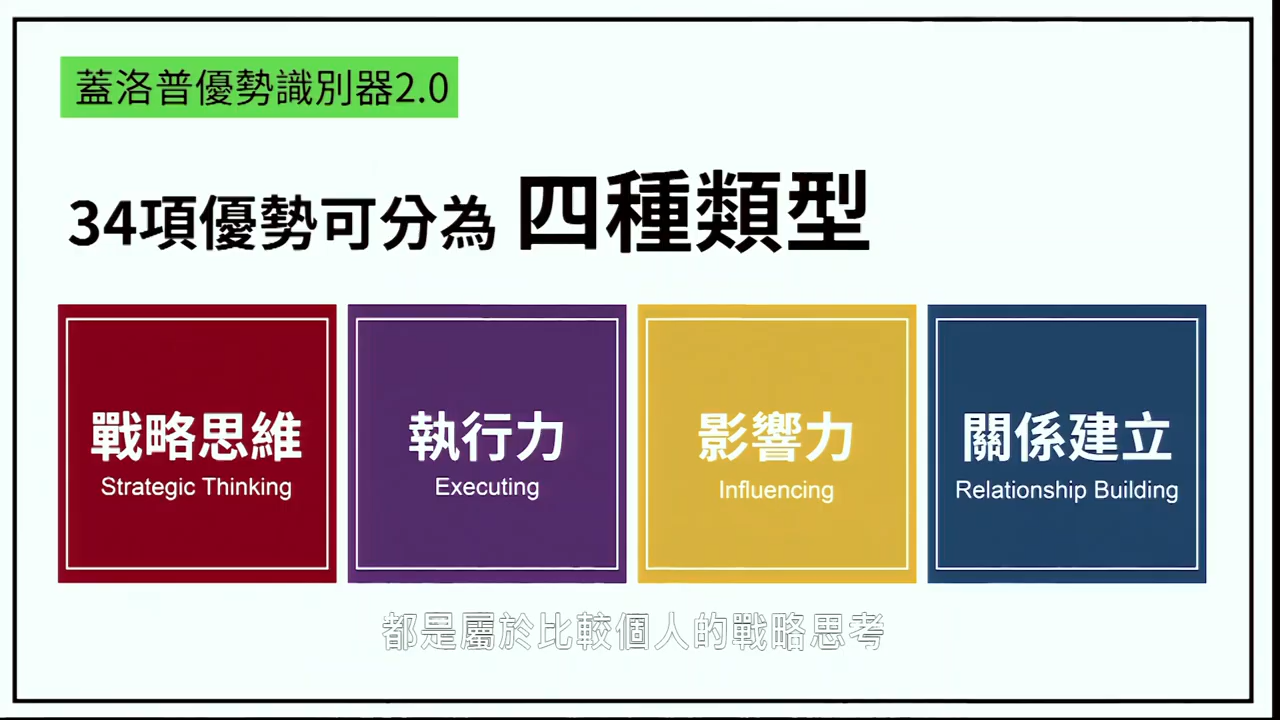 蓋洛普優勢識別器2.0
34項優勢可分為 四種類型
戰略思維
Strategic Thinking
執行力
Executing
影響力
Influencing
關係建立
Relationship Building
都是屬於比較個人的戰略思考